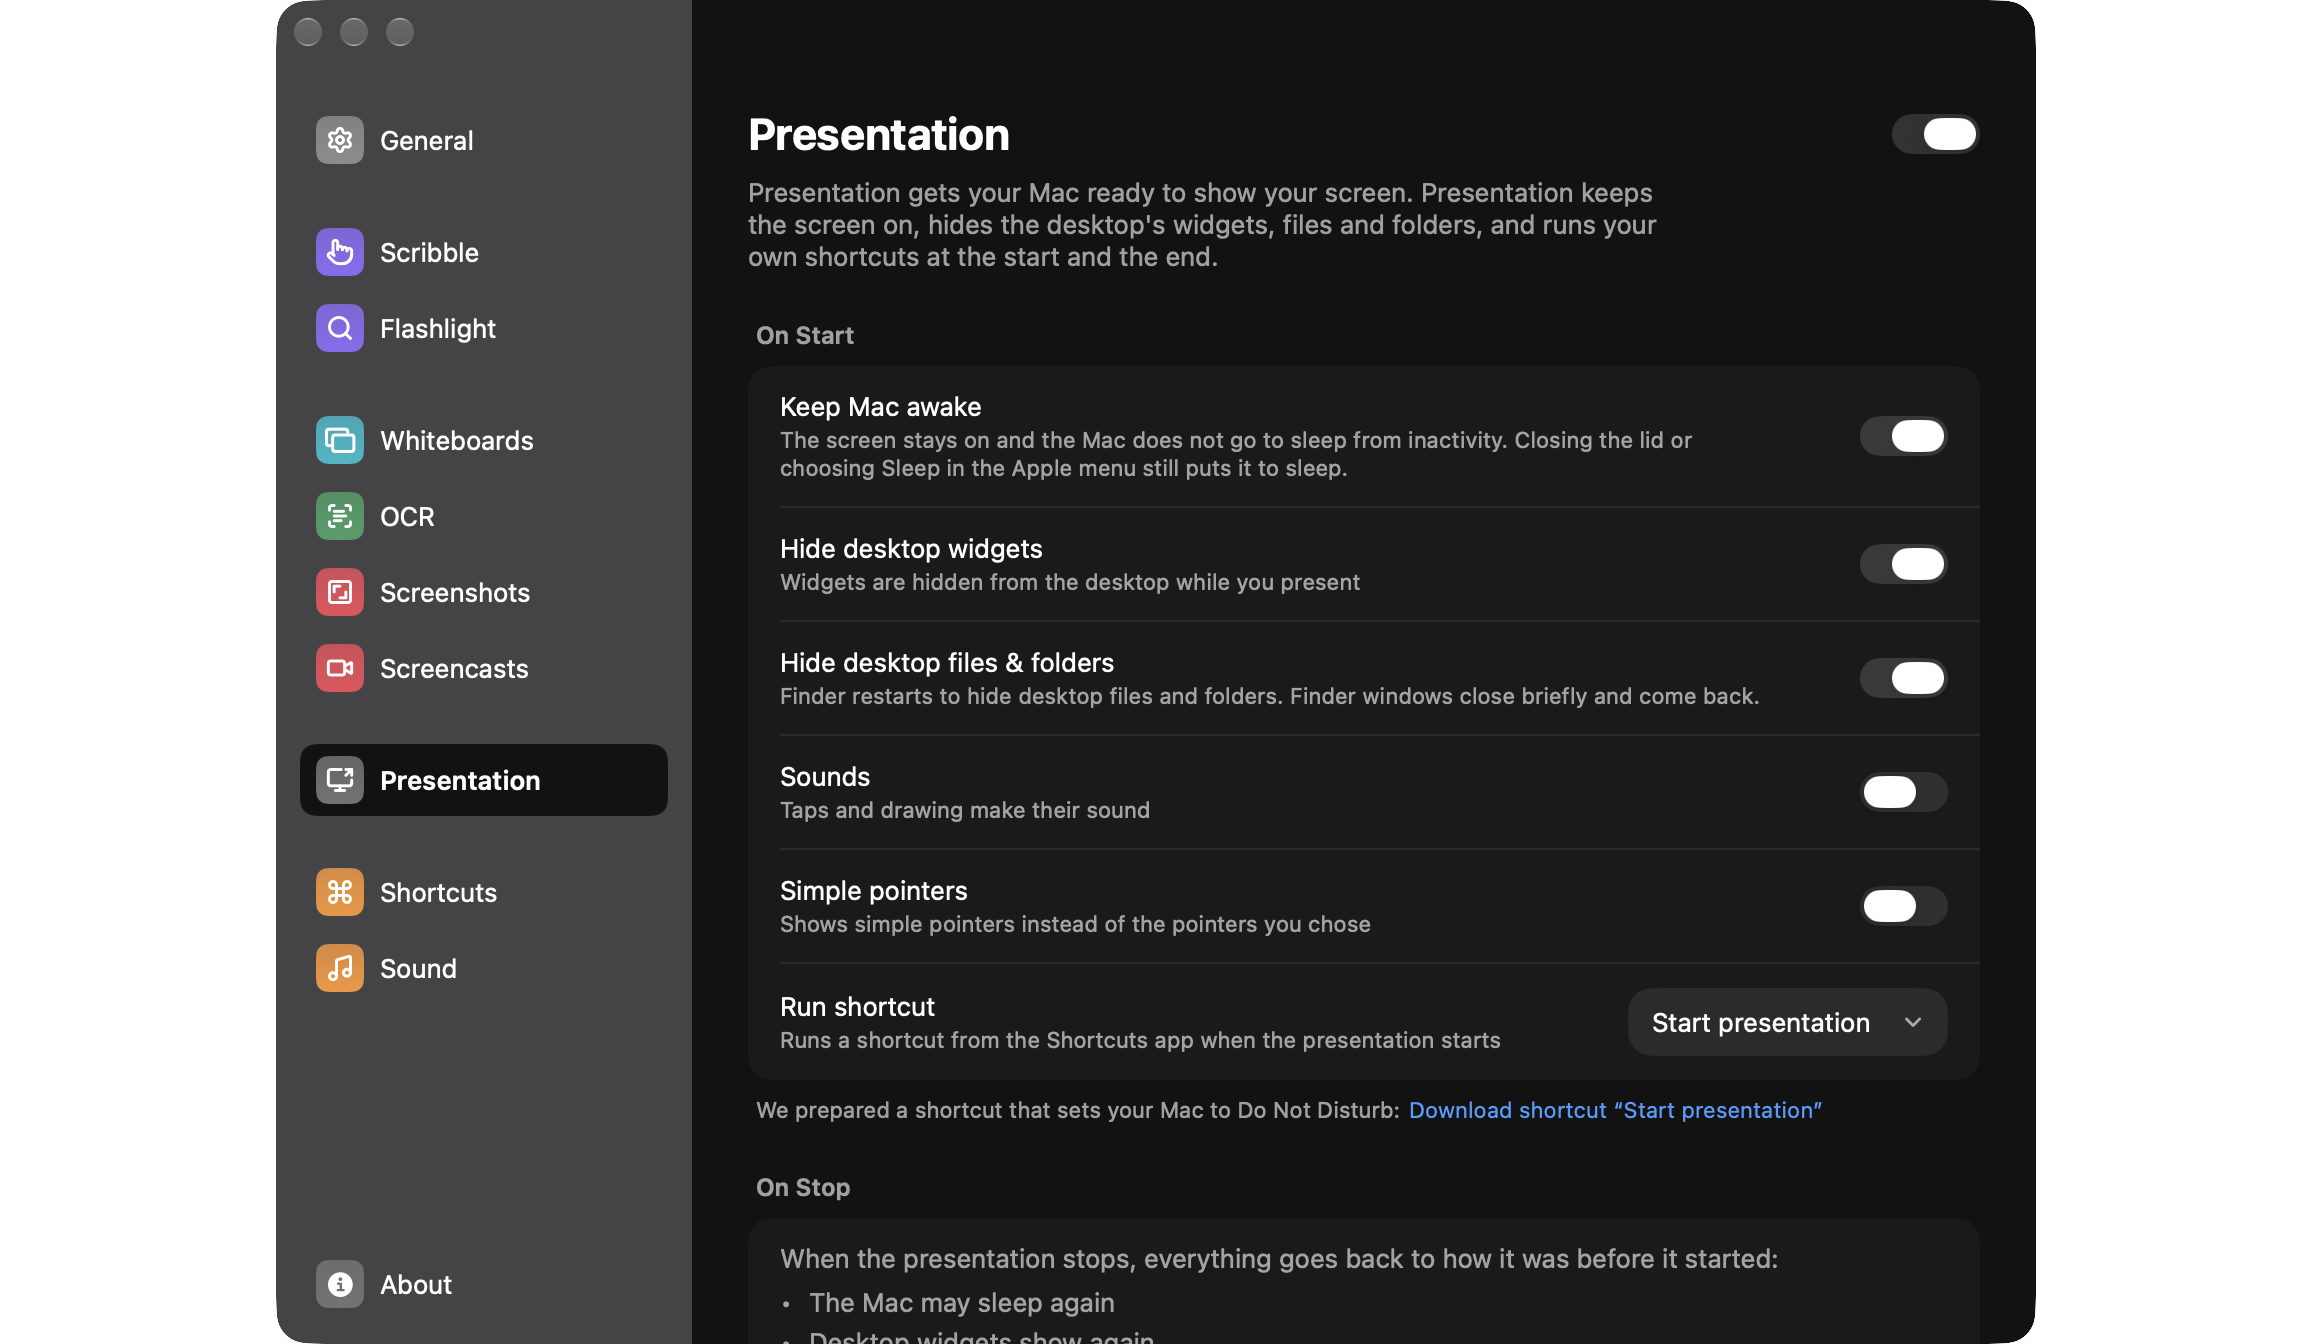 General
Scribble
Flashlight
Whiteboards
OCR
Screenshots
Screencasts
Presentation
Shortcuts
Sound
About
Presentation
Presentation gets your Mac ready to show your screen. Presentation keeps
the screen on, hides the desktop's widgets, files and folders, and runs your
own shortcuts at the start and the end.
On Start
Keep Mac awake
The screen stays on and the Mac does not go to sleep from inactivity. Closing the lid or
choosing Sleep in the Apple menu still puts it to sleep.
Hide desktop widgets
Widgets are hidden from the desktop while you present
Hide desktop files & folders
Finder restarts to hide desktop files and folders. Finder windows close briefly and come back.
Sounds
Taps and drawing make their sound
Simple pointers
Shows simple pointers instead of the pointers you chose
Run shortcut
Runs a shortcut from the Shortcuts app when the presentation starts
Start presentation
We prepared a shortcut that sets your Mac to Do Not Disturb: Download shortcut “Start presentation”
On Stop
When the presentation stops, everything goes back to how it was before it started:
• The Mac may sleep again
• Desktop widgets show again